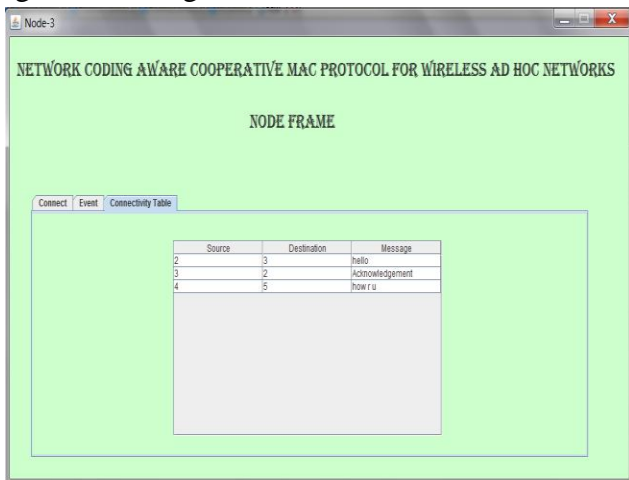 Node-3
NETWORK CODING AWARE COOPERATIVE MAC PROTOCOL FOR WIRELESS AD HOC NETWORKS
NODE FRAME
Connect Event Connectivity Table
Source Destination Message
2 3 hello
3 2 Acknowledgement
4 5 how r u